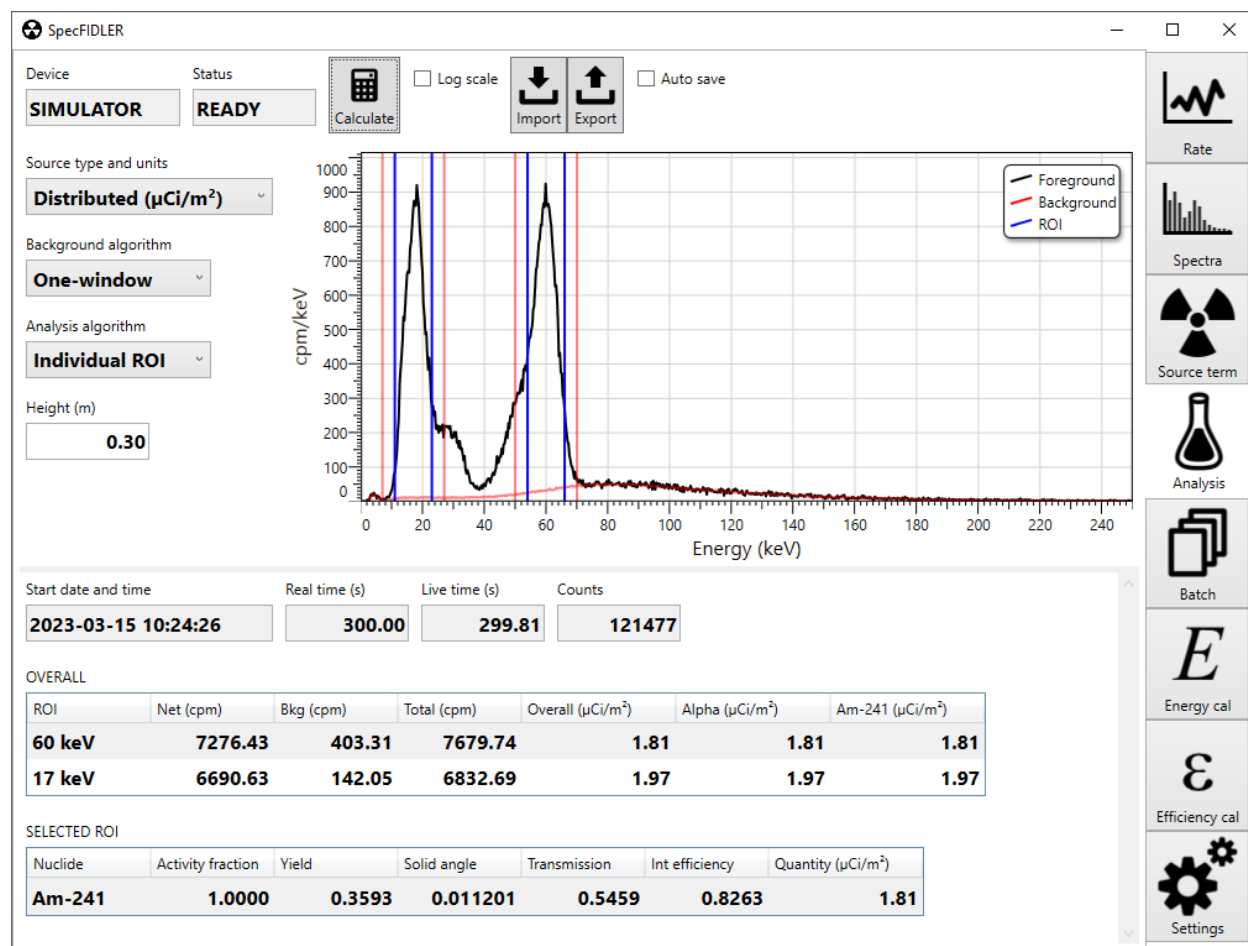 SpecFIDLER
Device Status
SIMULATOR READY
Calculate
Log scale
Import Export
Auto save
Source type and units
Distributed (µCi/m²)
Background algorithm
One-window
Analysis algorithm
Individual ROI
Height (m)
0.30
cpm/keV
1000
900
800
700
600
500
400
300
200
100
0
0 20 40 60 80 100 120 140 160 180 200 220 240
Energy (keV)
Foreground
Background
ROI
Start date and time Real time (s) Live time (s) Counts
2023-03-15 10:24:26 300.00 299.81 121477
OVERALL
ROI Net (cpm) Bkg (cpm) Total (cpm) Overall (µCi/m²) Alpha (µCi/m²) Am-241 (µCi/m²)
60 keV 7276.43 403.31 7679.74 1.81 1.81 1.81
17 keV 6690.63 142.05 6832.69 1.97 1.97 1.97
SELECTED ROI
Nuclide Activity fraction Yield Solid angle Transmission Int efficiency Quantity (µCi/m²)
Am-241 1.0000 0.3593 0.011201 0.5459 0.8263 1.81
Rate
Spectra
Source term
Analysis
Batch
E
Energy cal
ε
Efficiency cal
Settings